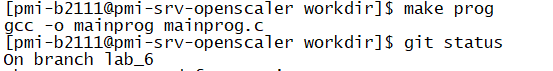 [pmi-b2111@pmi-srv-openscaler workdir]$ make prog
gcc -o mainprog mainprog.c
[pmi-b2111@pmi-srv-openscaler workdir]$ git status
On branch lab_6